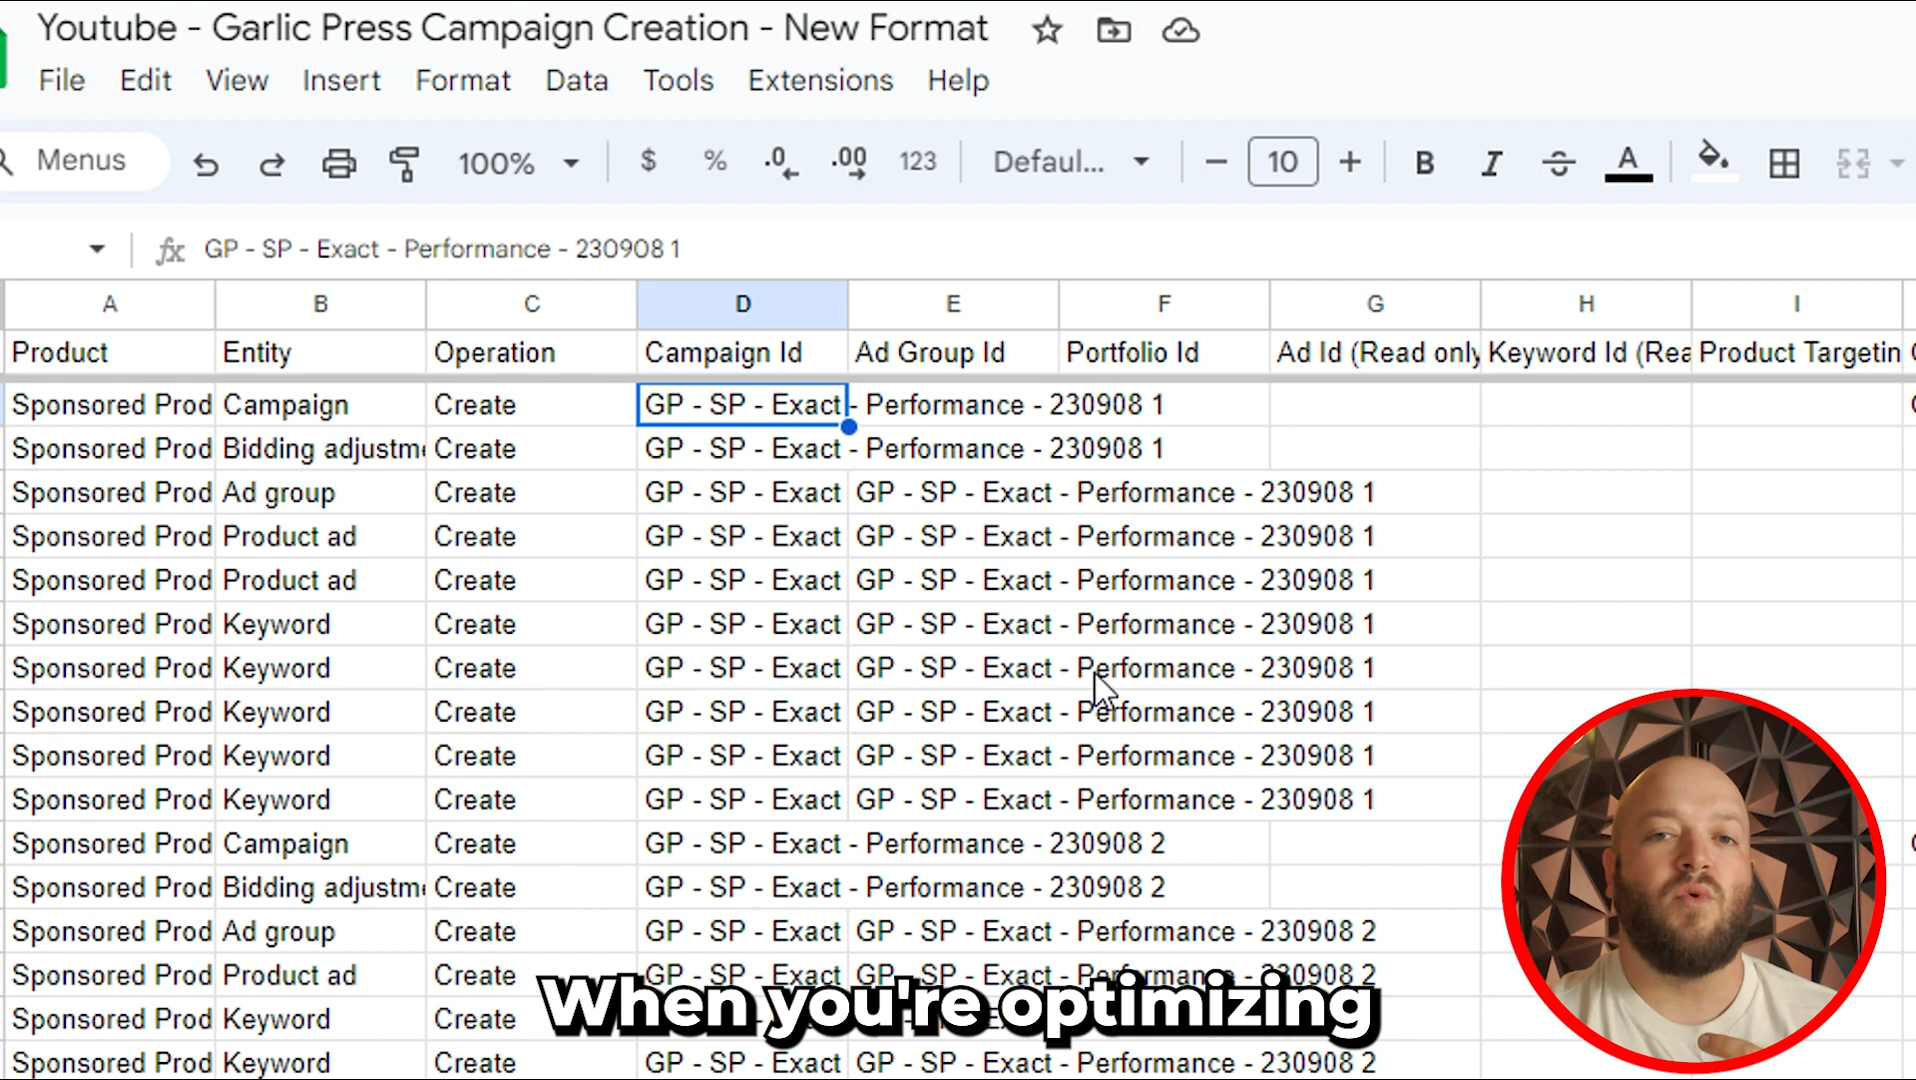 Youtube - Garlic Press Campaign Creation - New Format
File Edit View Insert Format Data Tools Extensions Help
Menus 100% $ % .0 .00 123 Defaul... 10 B I A
fx GP - SP - Exact - Performance - 230908 1
A B C D E F G H I
Product Entity Operation Campaign Id Ad Group Id Portfolio Id Ad Id (Read only Keyword Id (Rea Product Targetin
Sponsored Prod Campaign Create GP - SP - Exact - Performance - 230908 1
Sponsored Prod Bidding adjustm Create GP - SP - Exact - Performance - 230908 1
Sponsored Prod Ad group Create GP - SP - Exact GP - SP - Exact - Performance - 230908 1
Sponsored Prod Product ad Create GP - SP - Exact GP - SP - Exact - Performance - 230908 1
Sponsored Prod Product ad Create GP - SP - Exact GP - SP - Exact - Performance - 230908 1
Sponsored Prod Keyword Create GP - SP - Exact GP - SP - Exact - Performance - 230908 1
Sponsored Prod Keyword Create GP - SP - Exact GP - SP - Exact - Performance - 230908 1
Sponsored Prod Keyword Create GP - SP - Exact GP - SP - Exact - Performance - 230908 1
Sponsored Prod Keyword Create GP - SP - Exact GP - SP - Exact - Performance - 230908 1
Sponsored Prod Keyword Create GP - SP - Exact GP - SP - Exact - Performance - 230908 1
Sponsored Prod Campaign Create GP - SP - Exact - Performance - 230908 2
Sponsored Prod Bidding adjustm Create GP - SP - Exact - Performance - 230908 2
Sponsored Prod Ad group Create GP - SP - Exact GP - SP - Exact - Performance - 230908 2
Sponsored Prod Product ad Create GP - SP - Exact GP - SP - Exact - Performance - 230908 2
When you're optimizing
Sponsored Prod Keyword Create
Sponsored Prod Keyword Create GP - SP - Exact GP - SP - Exact - Performance - 230908 2